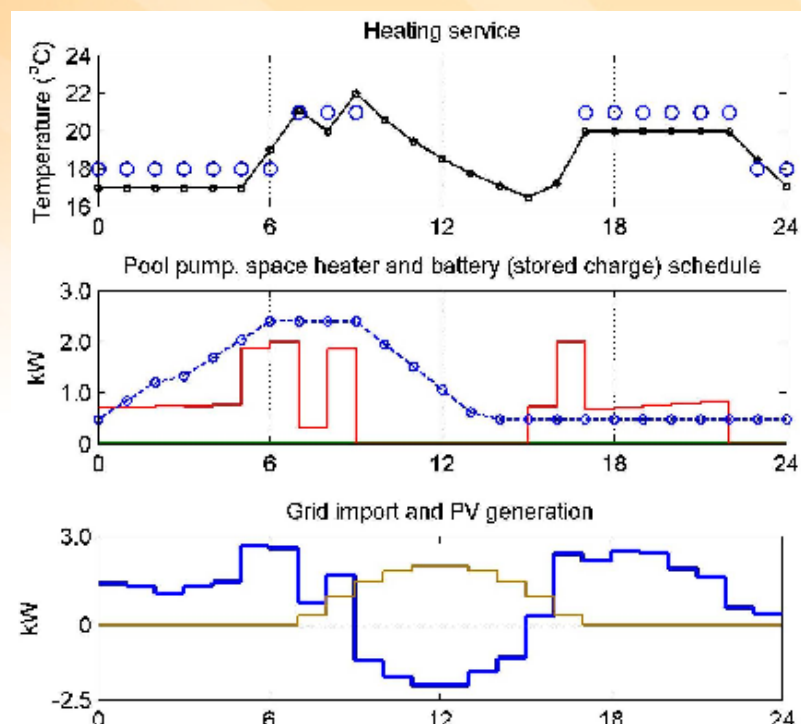 Heating service
Temperature (°C)
24
22
20
18
16
0 6 12 18 24
Pool pump. space heater and battery (stored charge) schedule
kW
3.0
2.0
1.0
0
0 6 12 18 24
Grid import and PV generation
kW
3.0
0
-2.5
0 6 12 18 24